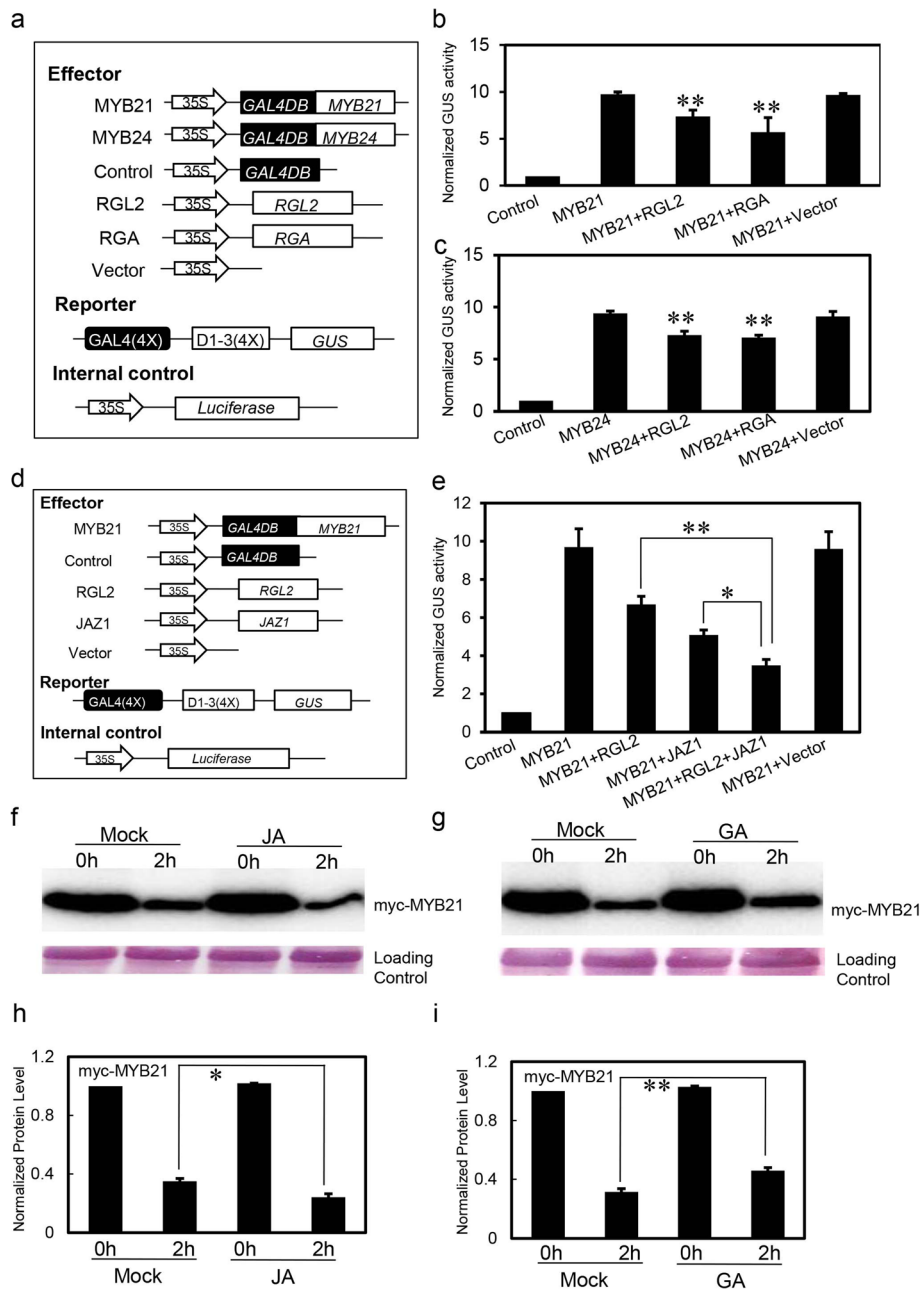 a
Effector
MYB21 35S GAL4DB MYB21
MYB24 35S GAL4DB MYB24
Control 35S GAL4DB
RGL2 35S RGL2
RGA 35S RGA
Vector 35S
Reporter
GAL4(4X) D1-3(4X) GUS
Internal control
35S Luciferase
b
Normalized GUS activity
15
10
5
0
** **
Control MYB21 MYB21+RGL2 MYB21+RGA MYB21+Vector
c
Normalized GUS activity
15
10
5
0
** **
Control MYB24 MYB24+RGL2 MYB24+RGA MYB24+Vector
d
Effector
MYB21 35S GAL4DB MYB21
Control 35S GAL4DB
RGL2 35S RGL2
JAZ1 35S JAZ1
Vector 35S
Reporter
GAL4(4X) D1-3(4X) GUS
Internal control
35S Luciferase
e
Normalized GUS activity
12
10
8
6
4
2
0
**
*
Control MYB21 MYB21+RGL2 MYB21+JAZ1 MYB21+RGL2+JAZ1 MYB21+Vector
f
Mock JA
0h 2h 0h 2h
myc-MYB21
Loading
Control
g
Mock GA
0h 2h 0h 2h
myc-MYB21
Loading
Control
h
Normalized Protein Level
1.2
0.8
0.4
0
myc-MYB21
*
0h 2h 0h 2h
Mock JA
i
Normalized Protein Level
1.2
0.8
0.4
0
myc-MYB21
**
0h 2h 0h 2h
Mock GA